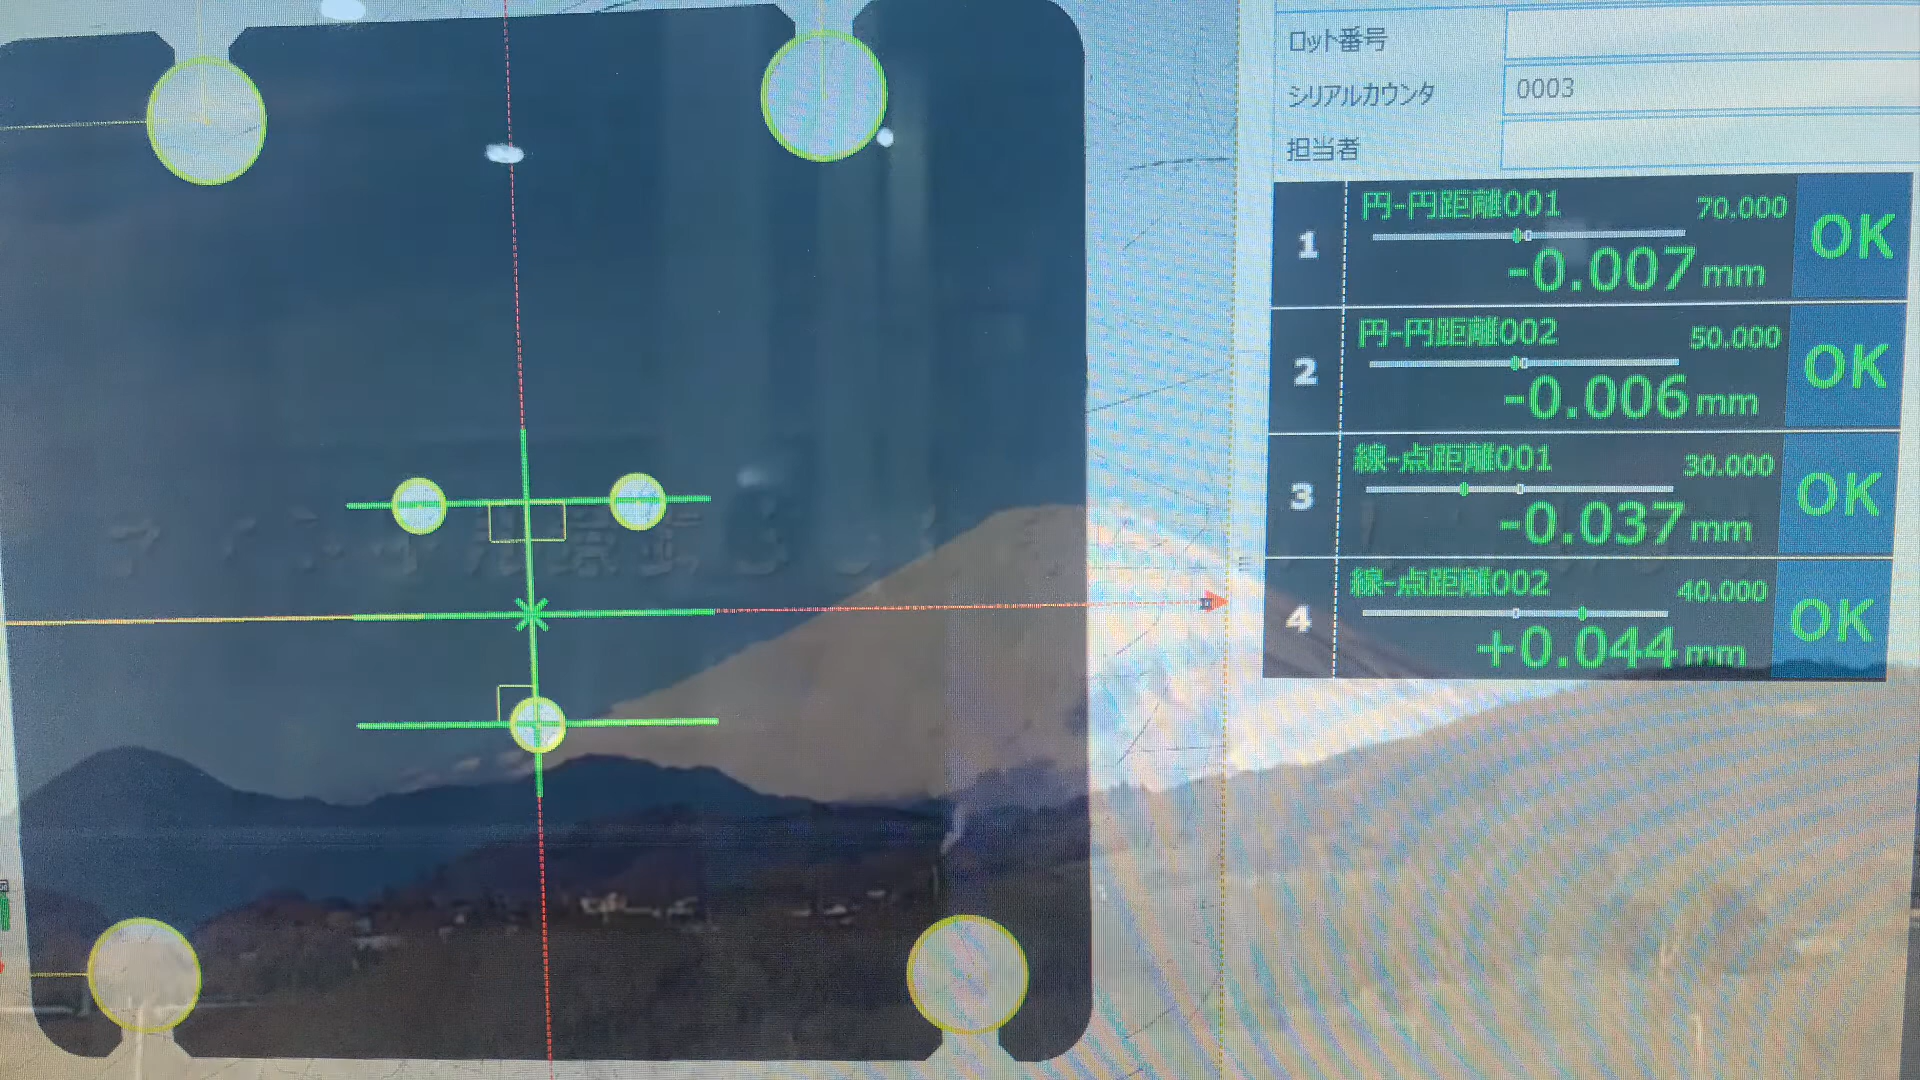 ロット番号
シリアルカウンタ 0003
担当者
1 円-円距離001 70.000 -0.007mm OK
2 円-円距離002 50.000 -0.006mm OK
3 線-点距離001 30.000 -0.037mm OK
4 線-点距離002 40.000 +0.044mm OK